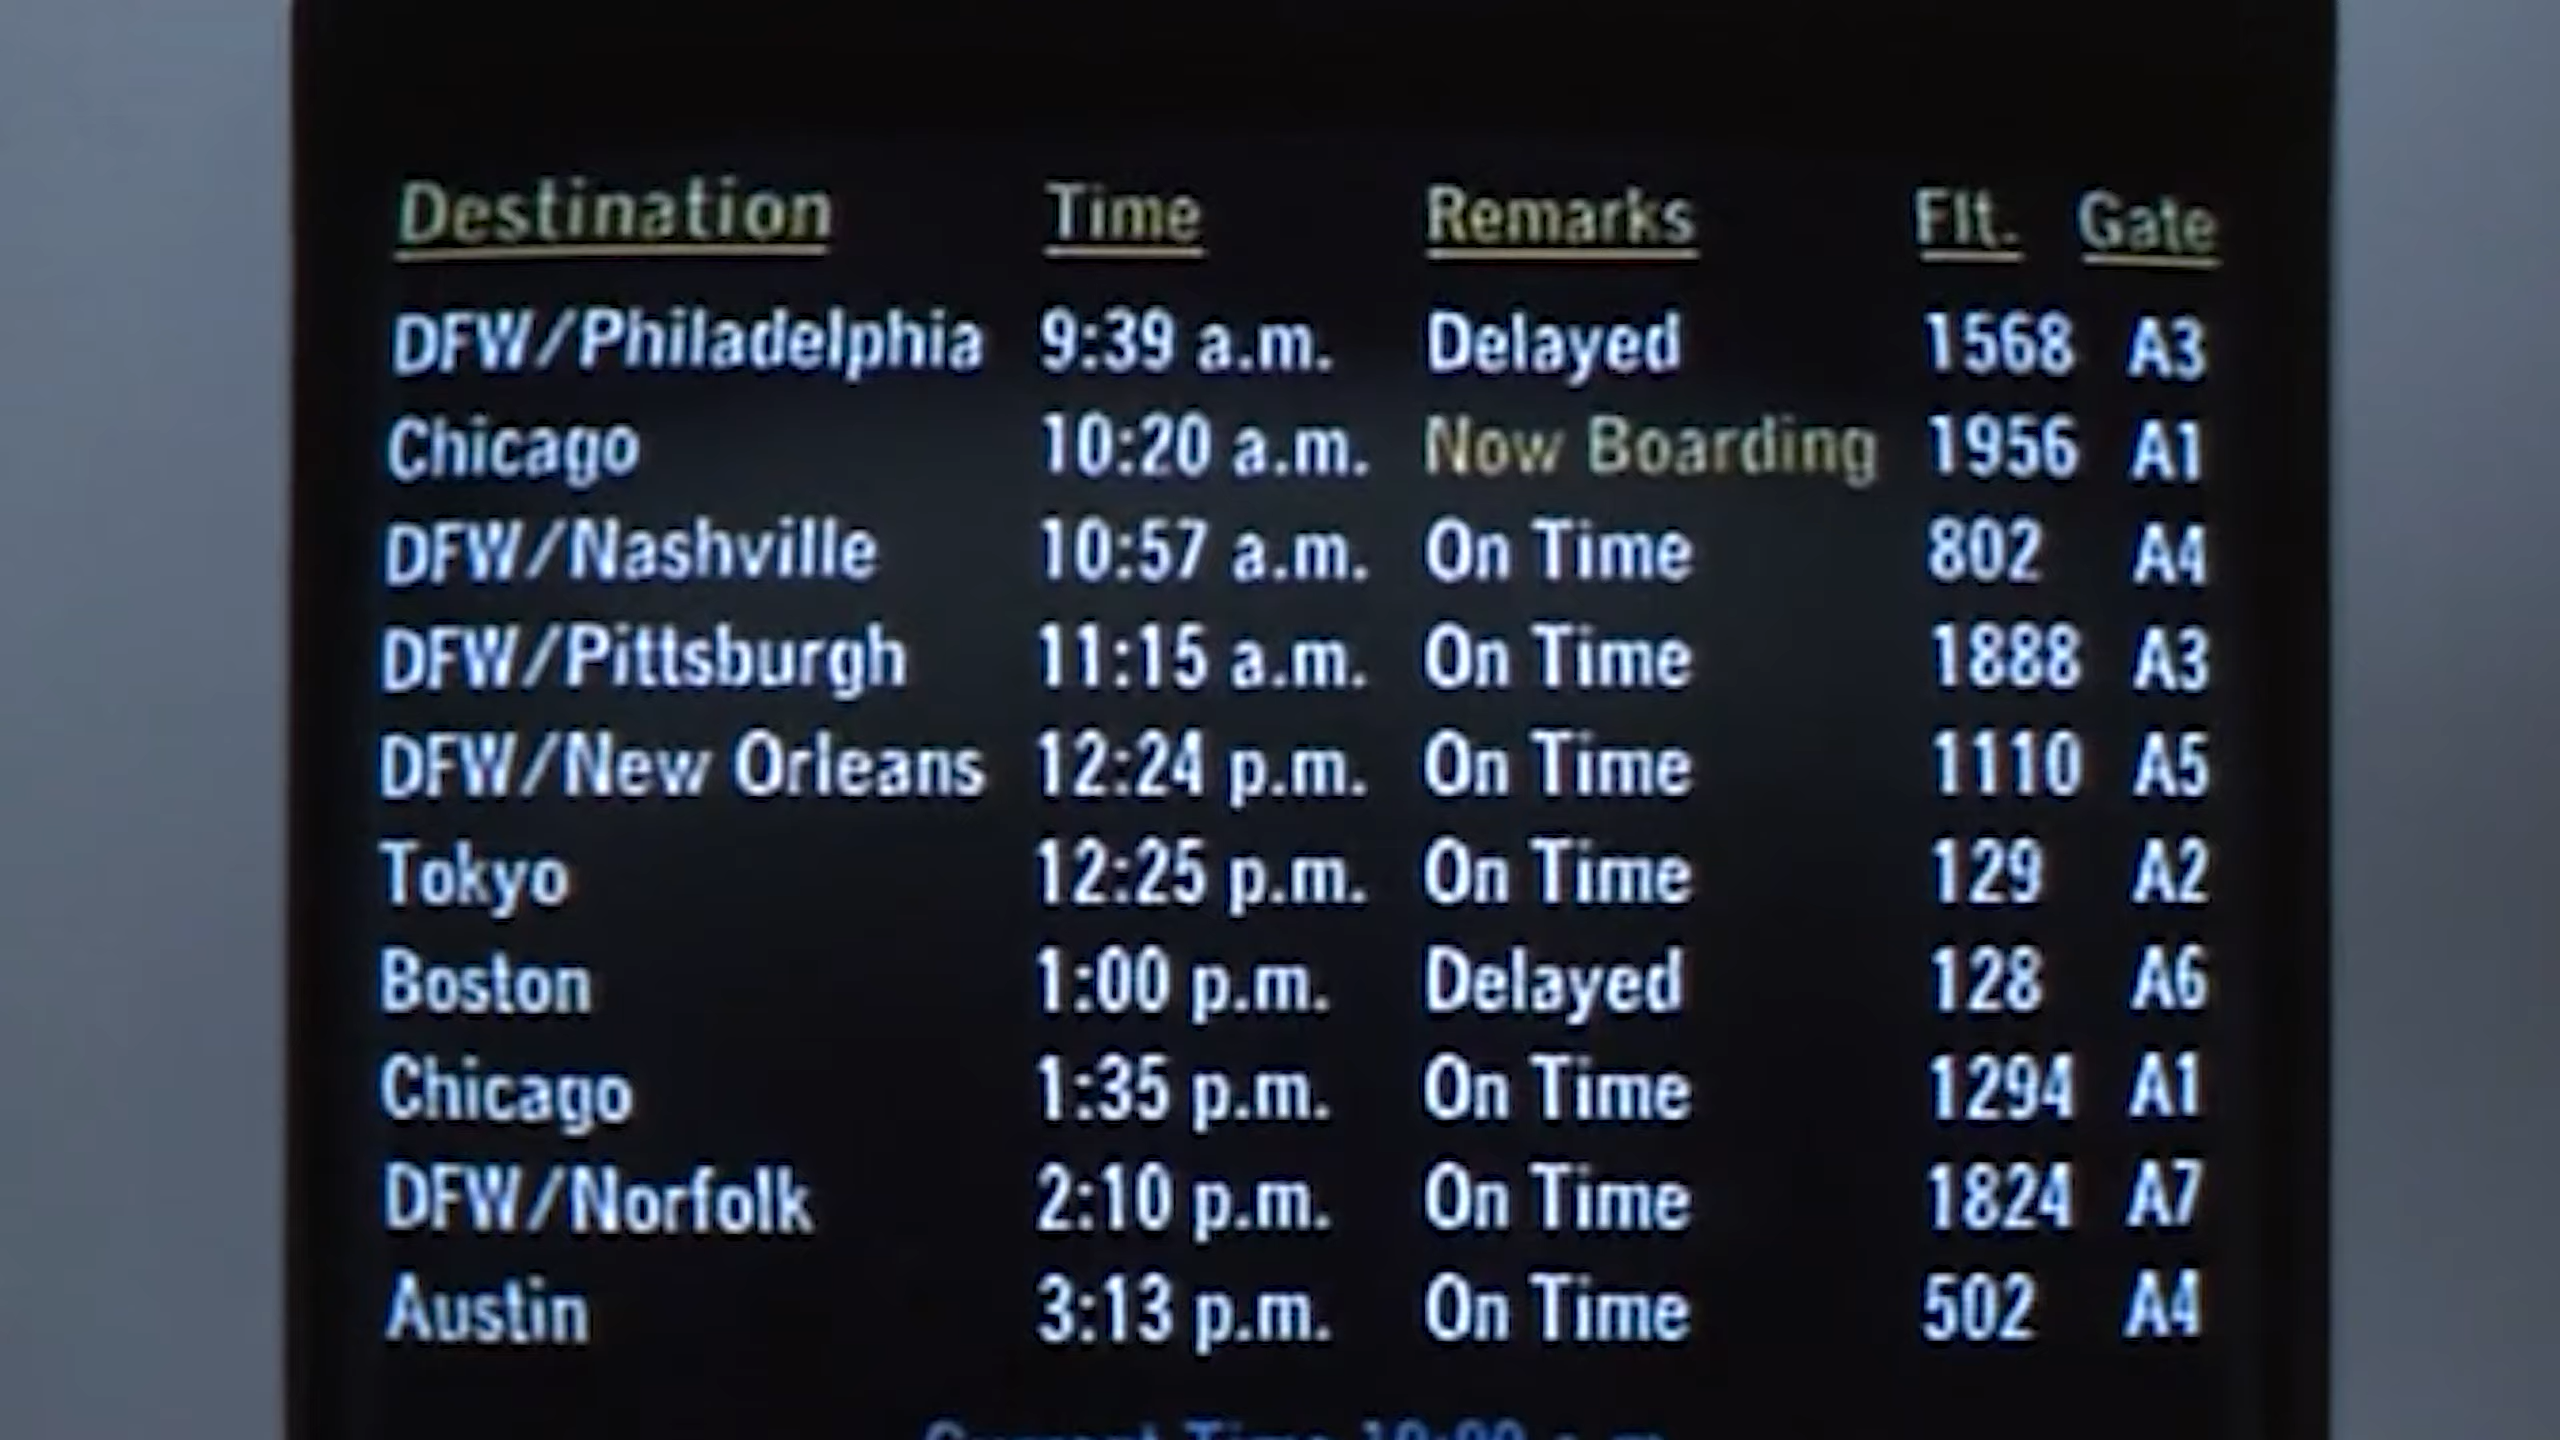 Destination Time Remarks Flt. Gate
DFW/Philadelphia 9:39 a.m. Delayed 1568 A3
Chicago 10:20 a.m. Now Boarding 1956 A1
DFW/Nashville 10:57 a.m. On Time 802 A4
DFW/Pittsburgh 11:15 a.m. On Time 1888 A3
DFW/New Orleans 12:24 p.m. On Time 1110 A5
Tokyo 12:25 p.m. On Time 129 A2
Boston 1:00 p.m. Delayed 128 A6
Chicago 1:35 p.m. On Time 1294 A1
DFW/Norfolk 2:10 p.m. On Time 1824 A7
Austin 3:13 p.m. On Time 502 A4
Current Time